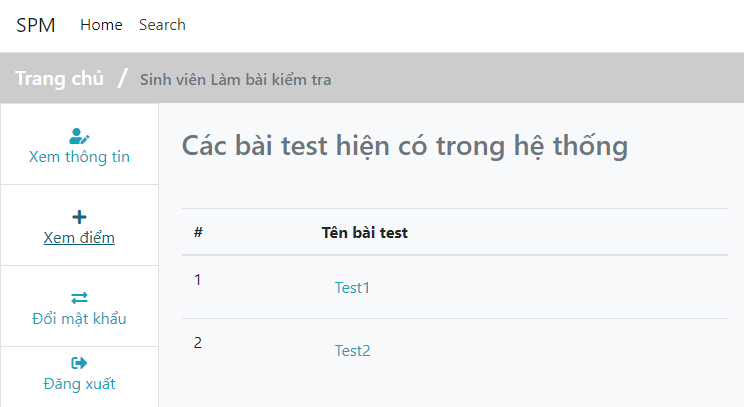 SPM Home Search
Trang chủ / Sinh viên Làm bài kiểm tra
Xem thông tin
Xem điểm
Đổi mật khẩu
Đăng xuất
Các bài test hiện có trong hệ thống
# Tên bài test
1 Test1
2 Test2